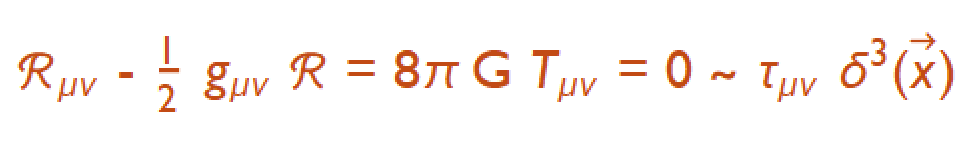 ℛμν - 1/2 gμν ℛ = 8π G Tμν = 0 ~ τμν δ³(x⃗)